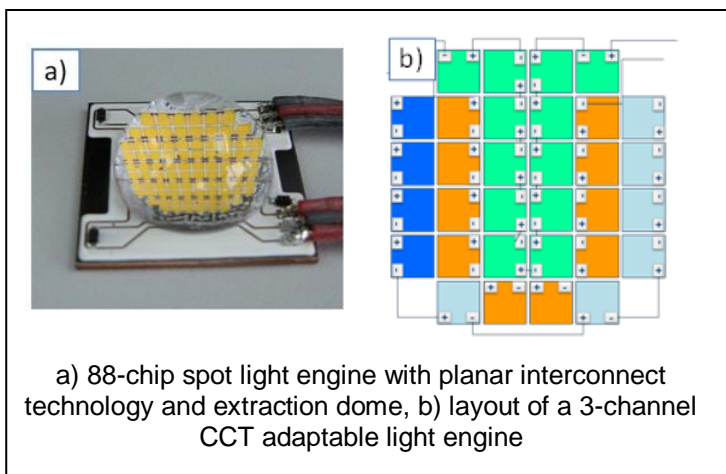 a)
b)
a) 88-chip spot light engine with planar interconnect
technology and extraction dome, b) layout of a 3-channel
CCT adaptable light engine